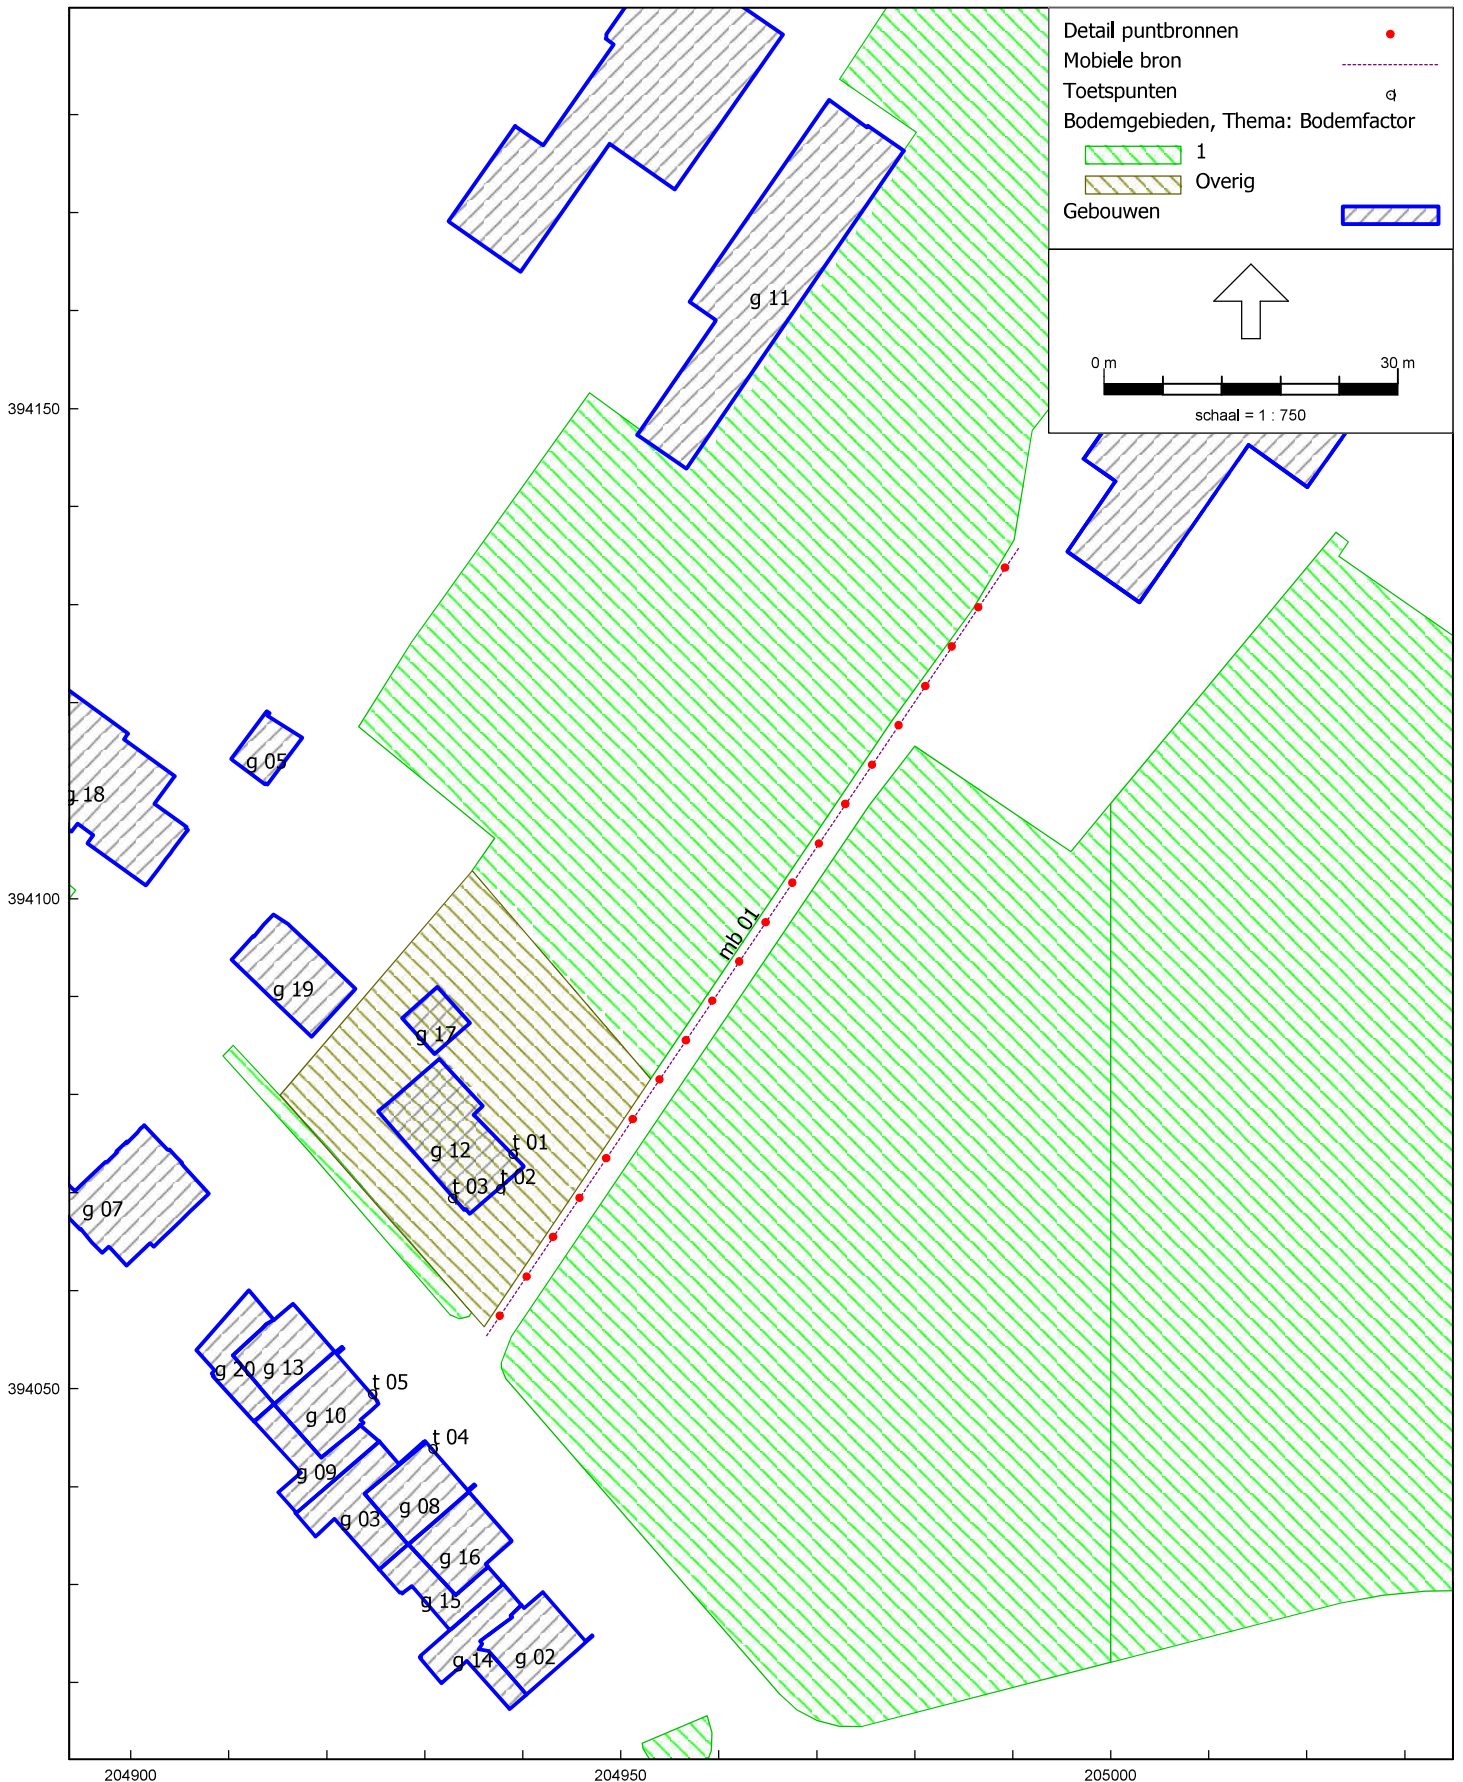 Detail puntbronnen
Mobiele bron
Toetspunten
Bodemgebieden, Thema: Bodemfactor
1
Overig
Gebouwen
0 m 30 m
schaal = 1 : 750
g 11
394150
g 05
g 18
394100
mb 01
g 19
g 17
t 01
g 12
t 02
t 03
g 07
g 20
g 13
t 05
394050
g 10
t 04
g 09
g 08
g 03
g 16
g 15
g 14
g 02
204900 204950 205000